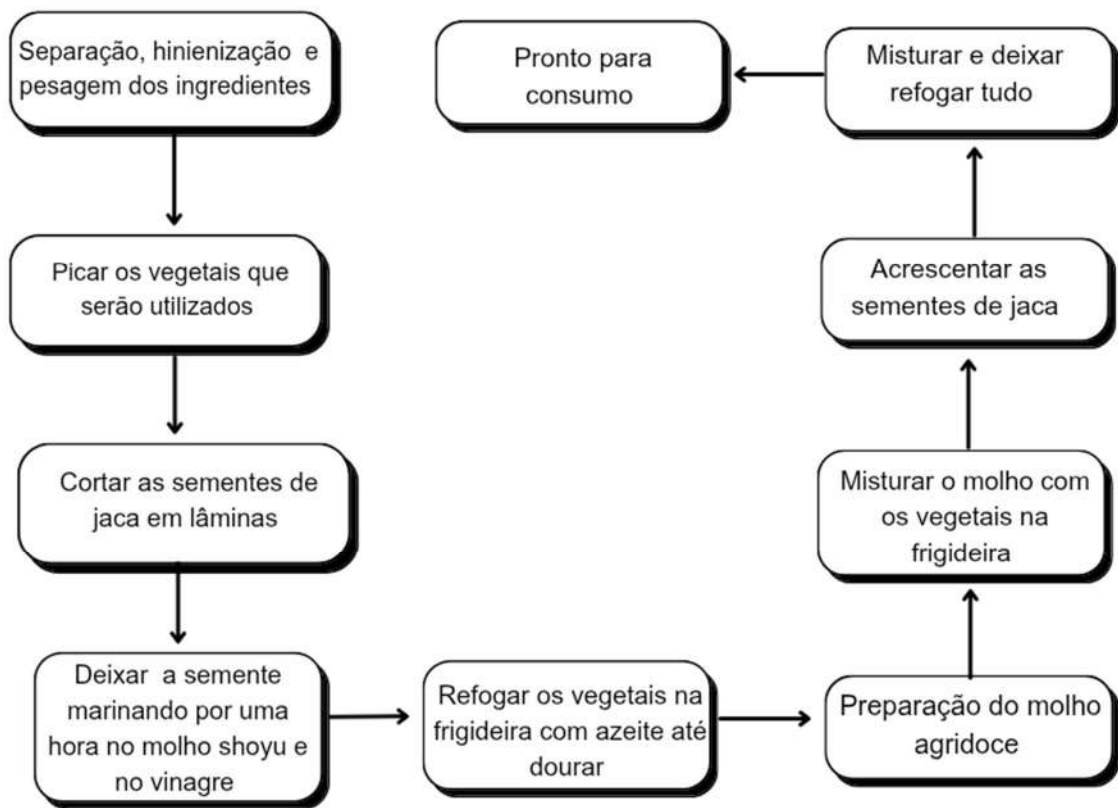 Separação, hinienização e
pesagem dos ingredientes
Picar os vegetais que
serão utilizados
Cortar as sementes de
jaca em lâminas
Deixar a semente
marinando por uma
hora no molho shoyu e
no vinagre
Refogar os vegetais na
frigideira com azeite até
dourar
Preparação do molho
agridoce
Misturar o molho com
os vegetais na
frigideira
Acrescentar as
sementes de jaca
Misturar e deixar
refogar tudo
Pronto para
consumo